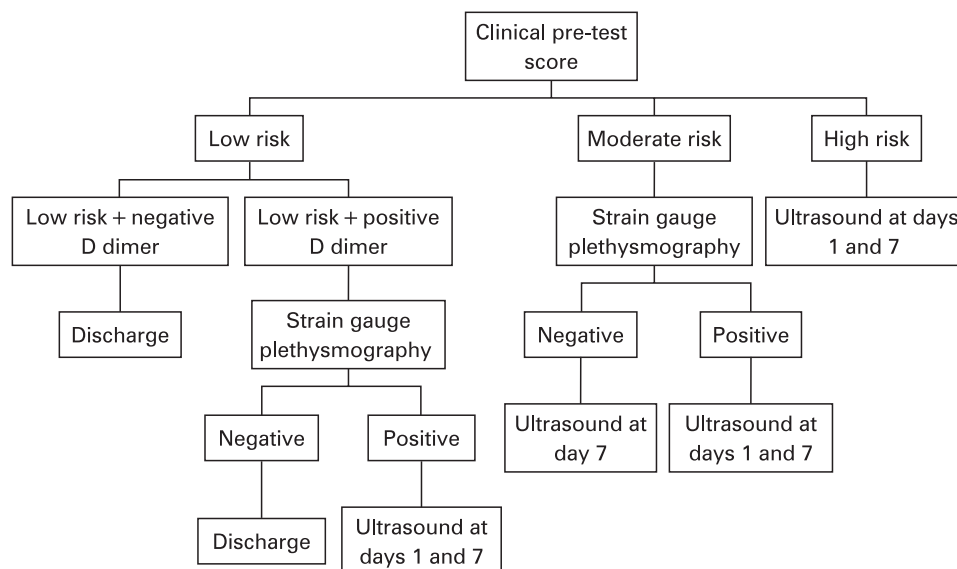 Clinical pre-test
score
Low risk
Moderate risk
High risk
Low risk + negative
D dimer
Low risk + positive
D dimer
Strain gauge
plethysmography
Ultrasound at days
1 and 7
Discharge
Strain gauge
plethysmography
Negative
Positive
Negative
Positive
Ultrasound at
day 7
Ultrasound at
days 1 and 7
Discharge
Ultrasound at
days 1 and 7